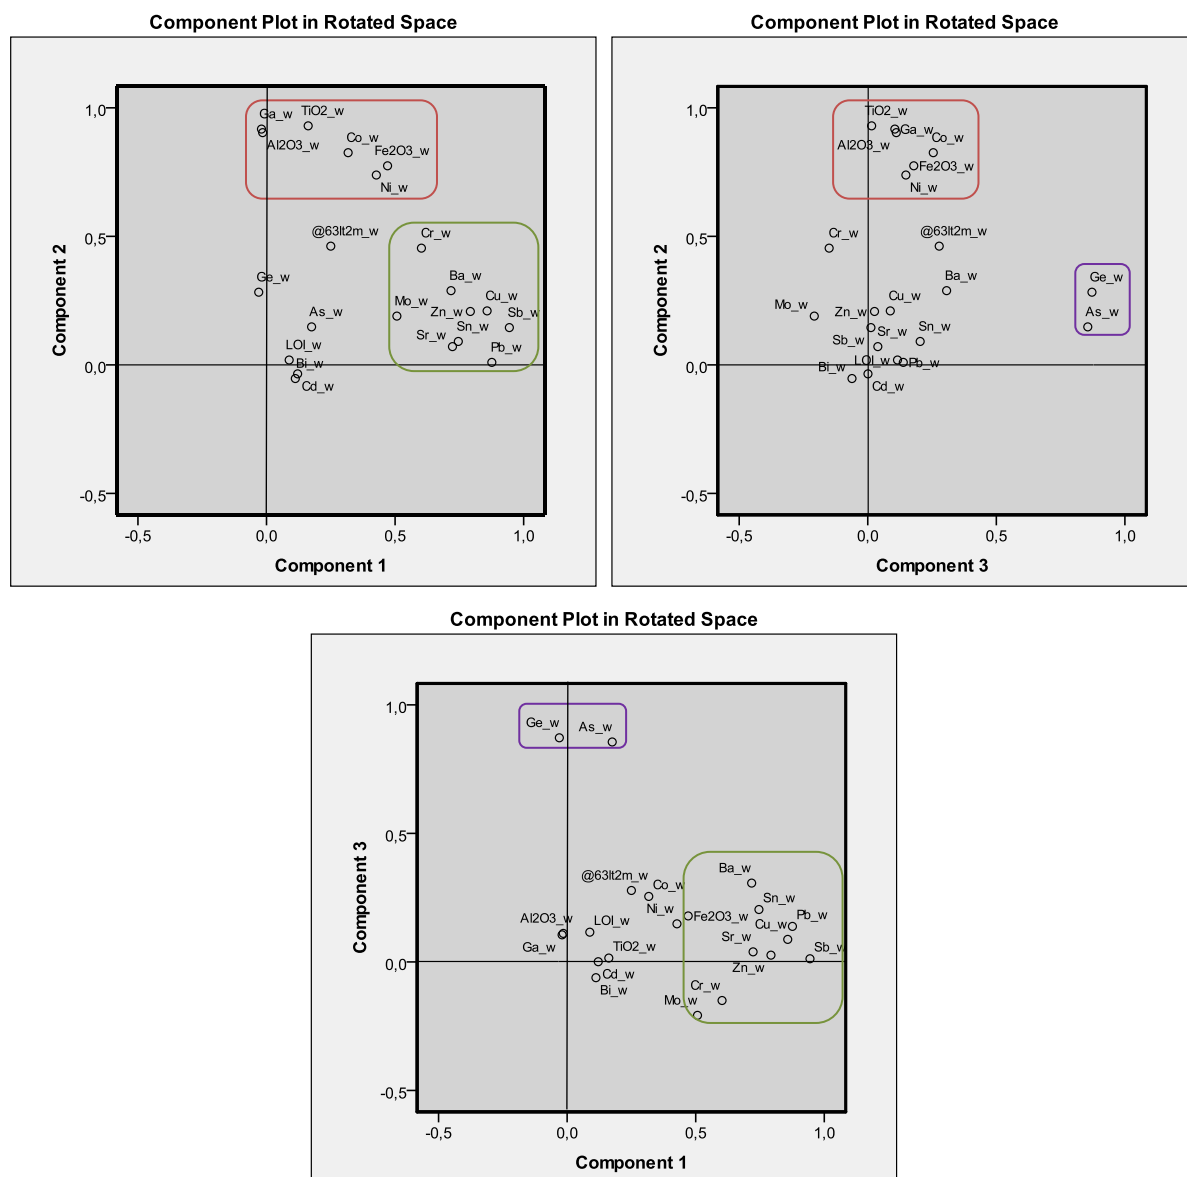 Component Plot in Rotated Space
1,0
0,5
0,0
-0,5
Component 2
Ga_w
TiO2_w
Al2O3_w
Co_w
Fe2O3_w
Ni_w
@63lt2m_w
Cr_w
Ge_w
Ba_w
Mo_w
Cu_w
Zn_w
Sb_w
As_w
Sn_w
Sr_w
LOI_w
Pb_w
Bi_w
Cd_w
-0,5
0,0
0,5
1,0
Component 1
Component Plot in Rotated Space
1,0
0,5
0,0
-0,5
Component 2
TiO2_w
Ga_w
Al2O3_w
Co_w
Fe2O3_w
Ni_w
Cr_w
@63lt2m_w
Ba_w
Ge_w
Mo_w
Zn_w
Cu_w
As_w
Sb_w
Sr_w
Sn_w
Bi_w
LOI_w
Pb_w
Cd_w
-0,5
0,0
0,5
1,0
Component 3
Component Plot in Rotated Space
1,0
0,5
0,0
-0,5
Component 3
Ge_w
As_w
@63lt2m_w
Co_w
Ba_w
Sn_w
Al2O3_w
LOI_w
Ni_w
Fe2O3_w
Pb_w
Cu_w
Ga_w
TiO2_w
Sr_w
Sb_w
Zn_w
Cd_w
Bi_w
Mo_w
Cr_w
-0,5
0,0
0,5
1,0
Component 1